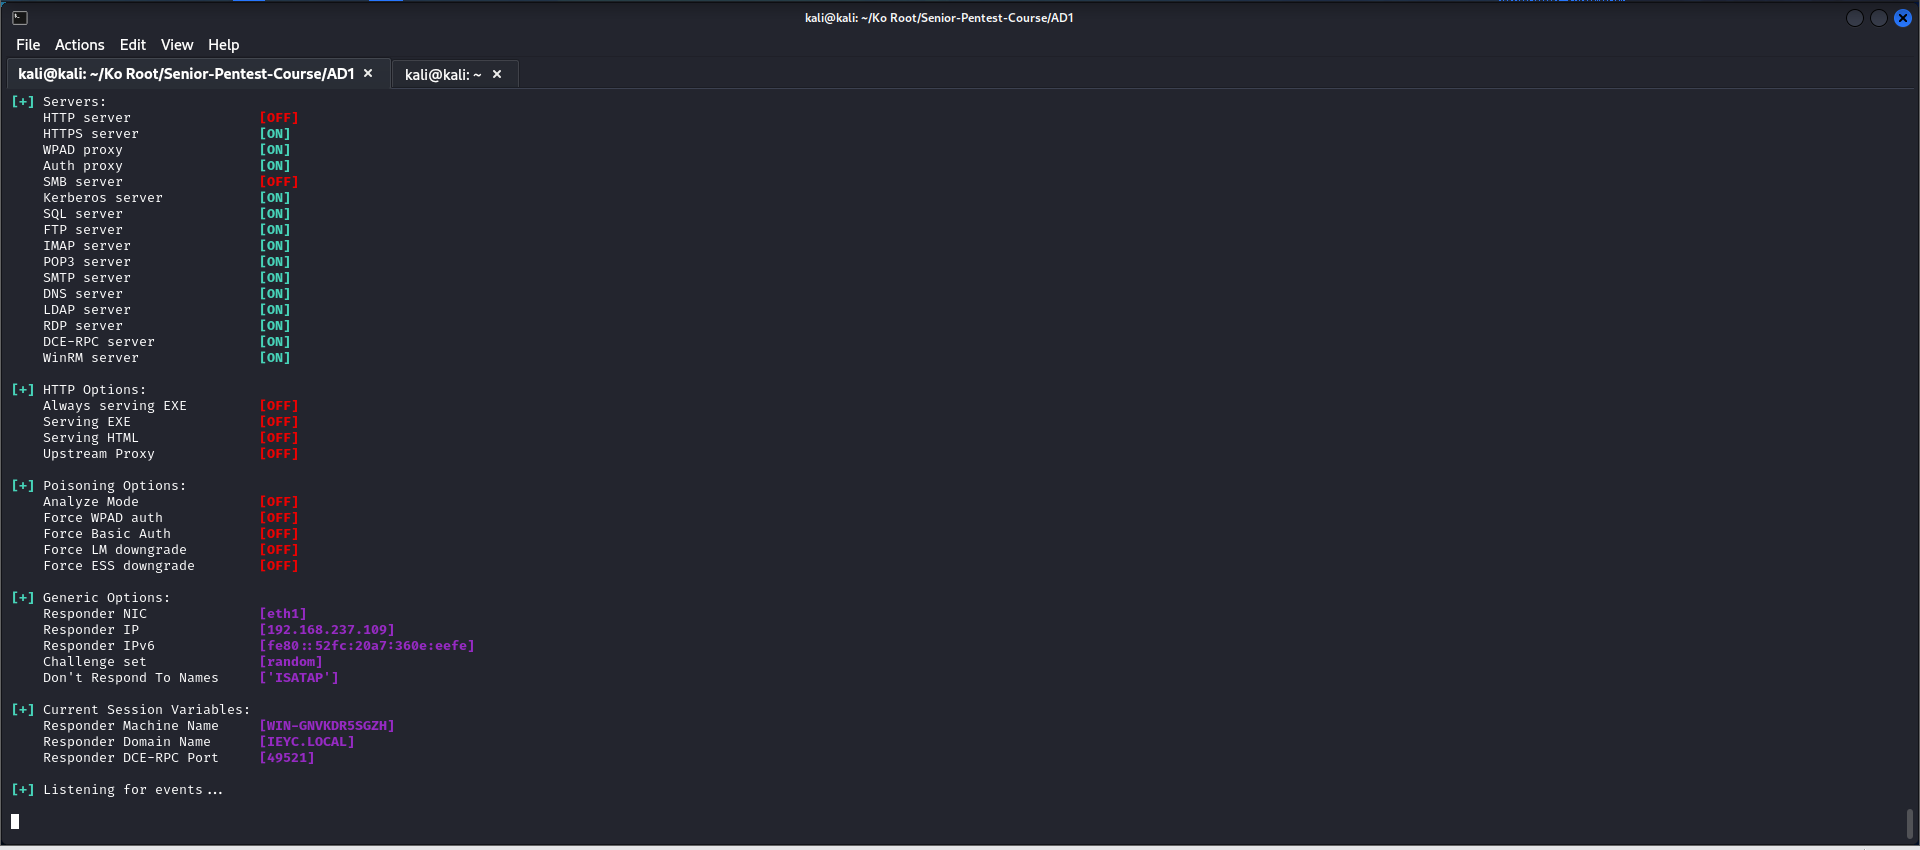 kali@kali: ~/Ko Root/Senior-Pentest-Course/AD1
File Actions Edit View Help
kali@kali: ~/Ko Root/Senior-Pentest-Course/AD1 × kali@kali: ~ ×
[+] Servers:
HTTP server [OFF]
HTTPS server [ON]
WPAD proxy [ON]
Auth proxy [ON]
SMB server [OFF]
Kerberos server [ON]
SQL server [ON]
FTP server [ON]
IMAP server [ON]
POP3 server [ON]
SMTP server [ON]
DNS server [ON]
LDAP server [ON]
RDP server [ON]
DCE-RPC server [ON]
WinRM server [ON]
[+] HTTP Options:
Always serving EXE [OFF]
Serving EXE [OFF]
Serving HTML [OFF]
Upstream Proxy [OFF]
[+] Poisoning Options:
Analyze Mode [OFF]
Force WPAD auth [OFF]
Force Basic Auth [OFF]
Force LM downgrade [OFF]
Force ESS downgrade [OFF]
[+] Generic Options:
Responder NIC [eth1]
Responder IP [192.168.237.109]
Responder IPv6 [fe80::52fc:20a7:360e:eefe]
Challenge set [random]
Don't Respond To Names ['ISATAP']
[+] Current Session Variables:
Responder Machine Name [WIN-GNVKDR5SGZH]
Responder Domain Name [IEYC.LOCAL]
Responder DCE-RPC Port [49521]
[+] Listening for events...